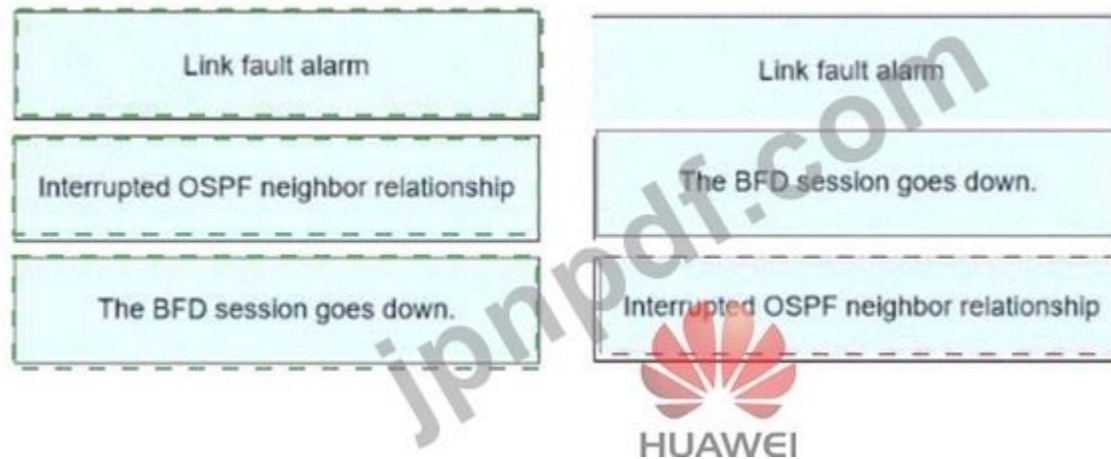 Link fault alarm
Interrupted OSPF neighbor relationship
The BFD session goes down.
Link fault alarm
The BFD session goes down.
Interrupted OSPF neighbor relationship
jpnpdf.com
HUAWEI